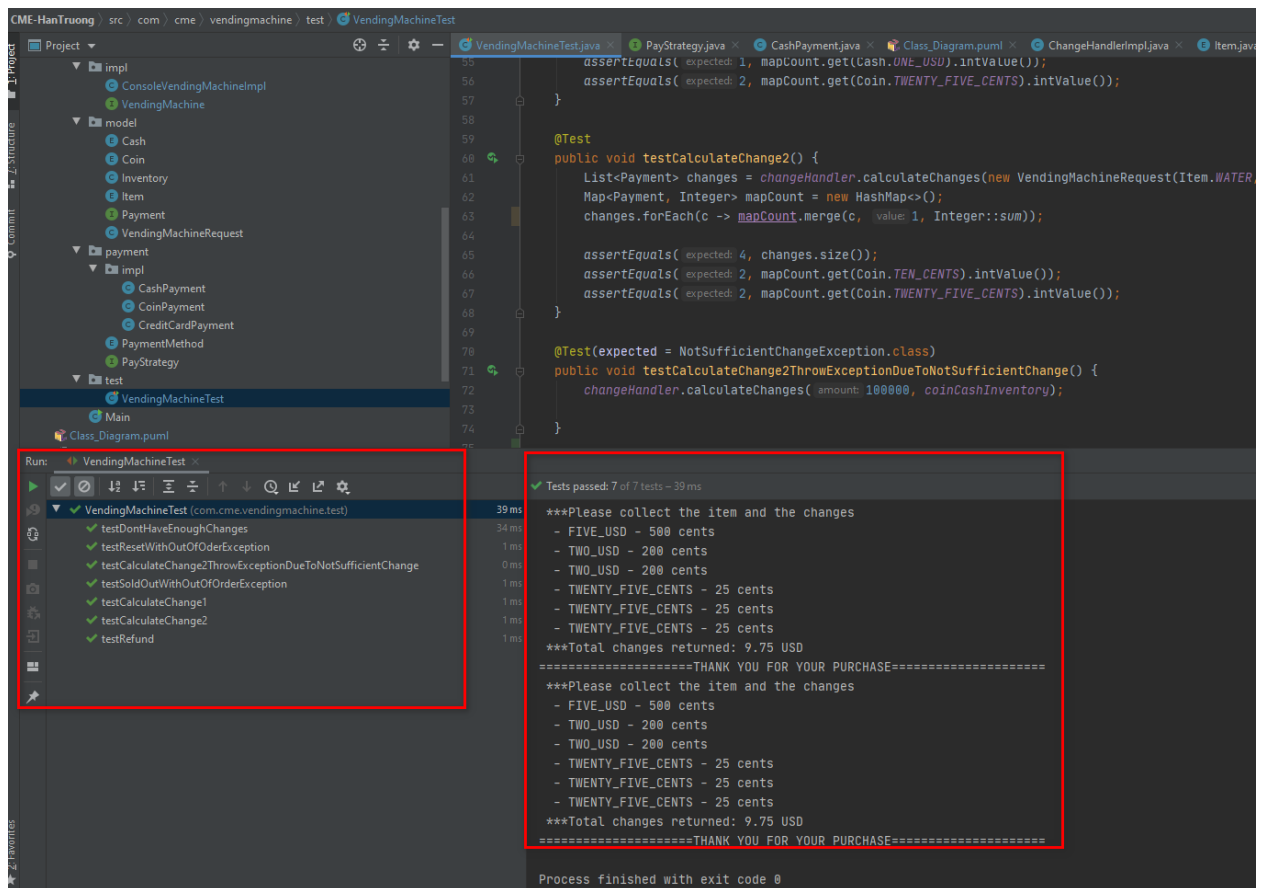 CME-HanTruong 〉 src 〉 com 〉 cme 〉 vendingmachine 〉 test 〉 VendingMachineTest
Project
VendingMachineTest.java
PayStrategy.java
CashPayment.java
Class_Diagram.puml
ChangeHandlerImpl.java
Item.java
1: Project
Z: Structure
Commit
2: Favorites
impl
ConsoleVendingMachineImpl
VendingMachine
model
Cash
Coin
Inventory
Item
Payment
VendingMachineRequest
payment
impl
CashPayment
CoinPayment
CreditCardPayment
PaymentMethod
PayStrategy
test
VendingMachineTest
Main
Class_Diagram.puml
55 assertEquals( expected: 1, mapCount.get(Cash.ONE_USD).intValue());
56 assertEquals( expected: 2, mapCount.get(Coin.TWENTY_FIVE_CENTS).intValue());
57 }
58
59 @Test
60 public void testCalculateChange2() {
61 List<Payment> changes = changeHandler.calculateChanges(new VendingMachineRequest(Item.WATER,
62 Map<Payment, Integer> mapCount = new HashMap<>();
63 changes.forEach(c -> mapCount.merge(c, value: 1, Integer::sum));
64
65 assertEquals( expected: 4, changes.size());
66 assertEquals( expected: 2, mapCount.get(Coin.TEN_CENTS).intValue());
67 assertEquals( expected: 2, mapCount.get(Coin.TWENTY_FIVE_CENTS).intValue());
68 }
69
70 @Test(expected = NotSufficientChangeException.class)
71 public void testCalculateChange2ThrowExceptionDueToNotSufficientChange() {
72 changeHandler.calculateChanges( amount: 100000, coinCashInventory);
73
74 }
75
Run: VendingMachineTest
VendingMachineTest (com.cme.vendingmachine.test) 39 ms
testDontHaveEnoughChanges 34 ms
testResetWithOutOfOderException 1 ms
testCalculateChange2ThrowExceptionDueToNotSufficientChange 0 ms
testSoldOutWithOutOfOrderException 1 ms
testCalculateChange1 1 ms
testCalculateChange2 1 ms
testRefund 1 ms
Tests passed: 7 of 7 tests – 39 ms
***Please collect the item and the changes
- FIVE_USD - 500 cents
- TWO_USD - 200 cents
- TWO_USD - 200 cents
- TWENTY_FIVE_CENTS - 25 cents
- TWENTY_FIVE_CENTS - 25 cents
- TWENTY_FIVE_CENTS - 25 cents
***Total changes returned: 9.75 USD
=====================THANK YOU FOR YOUR PURCHASE=====================
***Please collect the item and the changes
- FIVE_USD - 500 cents
- TWO_USD - 200 cents
- TWO_USD - 200 cents
- TWENTY_FIVE_CENTS - 25 cents
- TWENTY_FIVE_CENTS - 25 cents
- TWENTY_FIVE_CENTS - 25 cents
***Total changes returned: 9.75 USD
=====================THANK YOU FOR YOUR PURCHASE=====================
Process finished with exit code 0